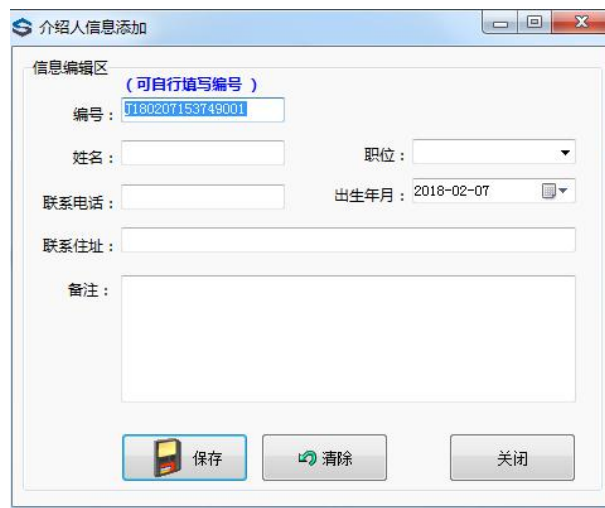 介绍人信息添加
信息编辑区
(可自行填写编号 )
编号： J180207153749001
姓名： 职位：
联系电话： 出生年月： 2018-02-07
联系住址：
备注：
保存 清除 关闭